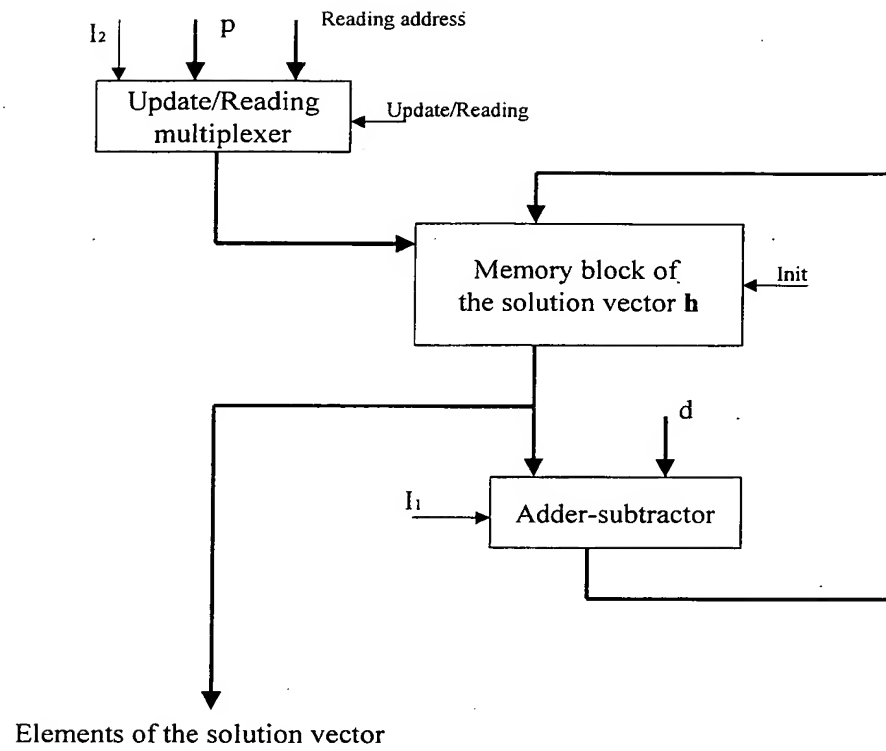 I₂
p
Reading address
Update/Reading
multiplexer
Update/Reading
Memory block of
the solution vector h
Init
d
I₁
Adder-subtractor
Elements of the solution vector